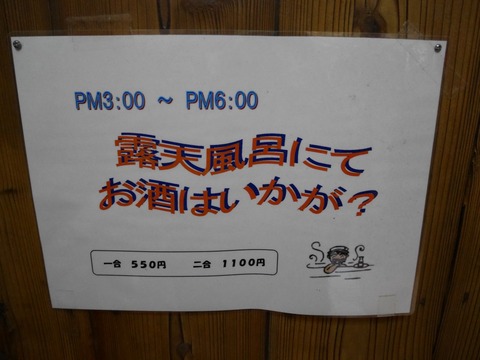 PM3:00 ～ PM6:00
露天風呂にて
お酒はいかが？
一合 550円 二合 1100円